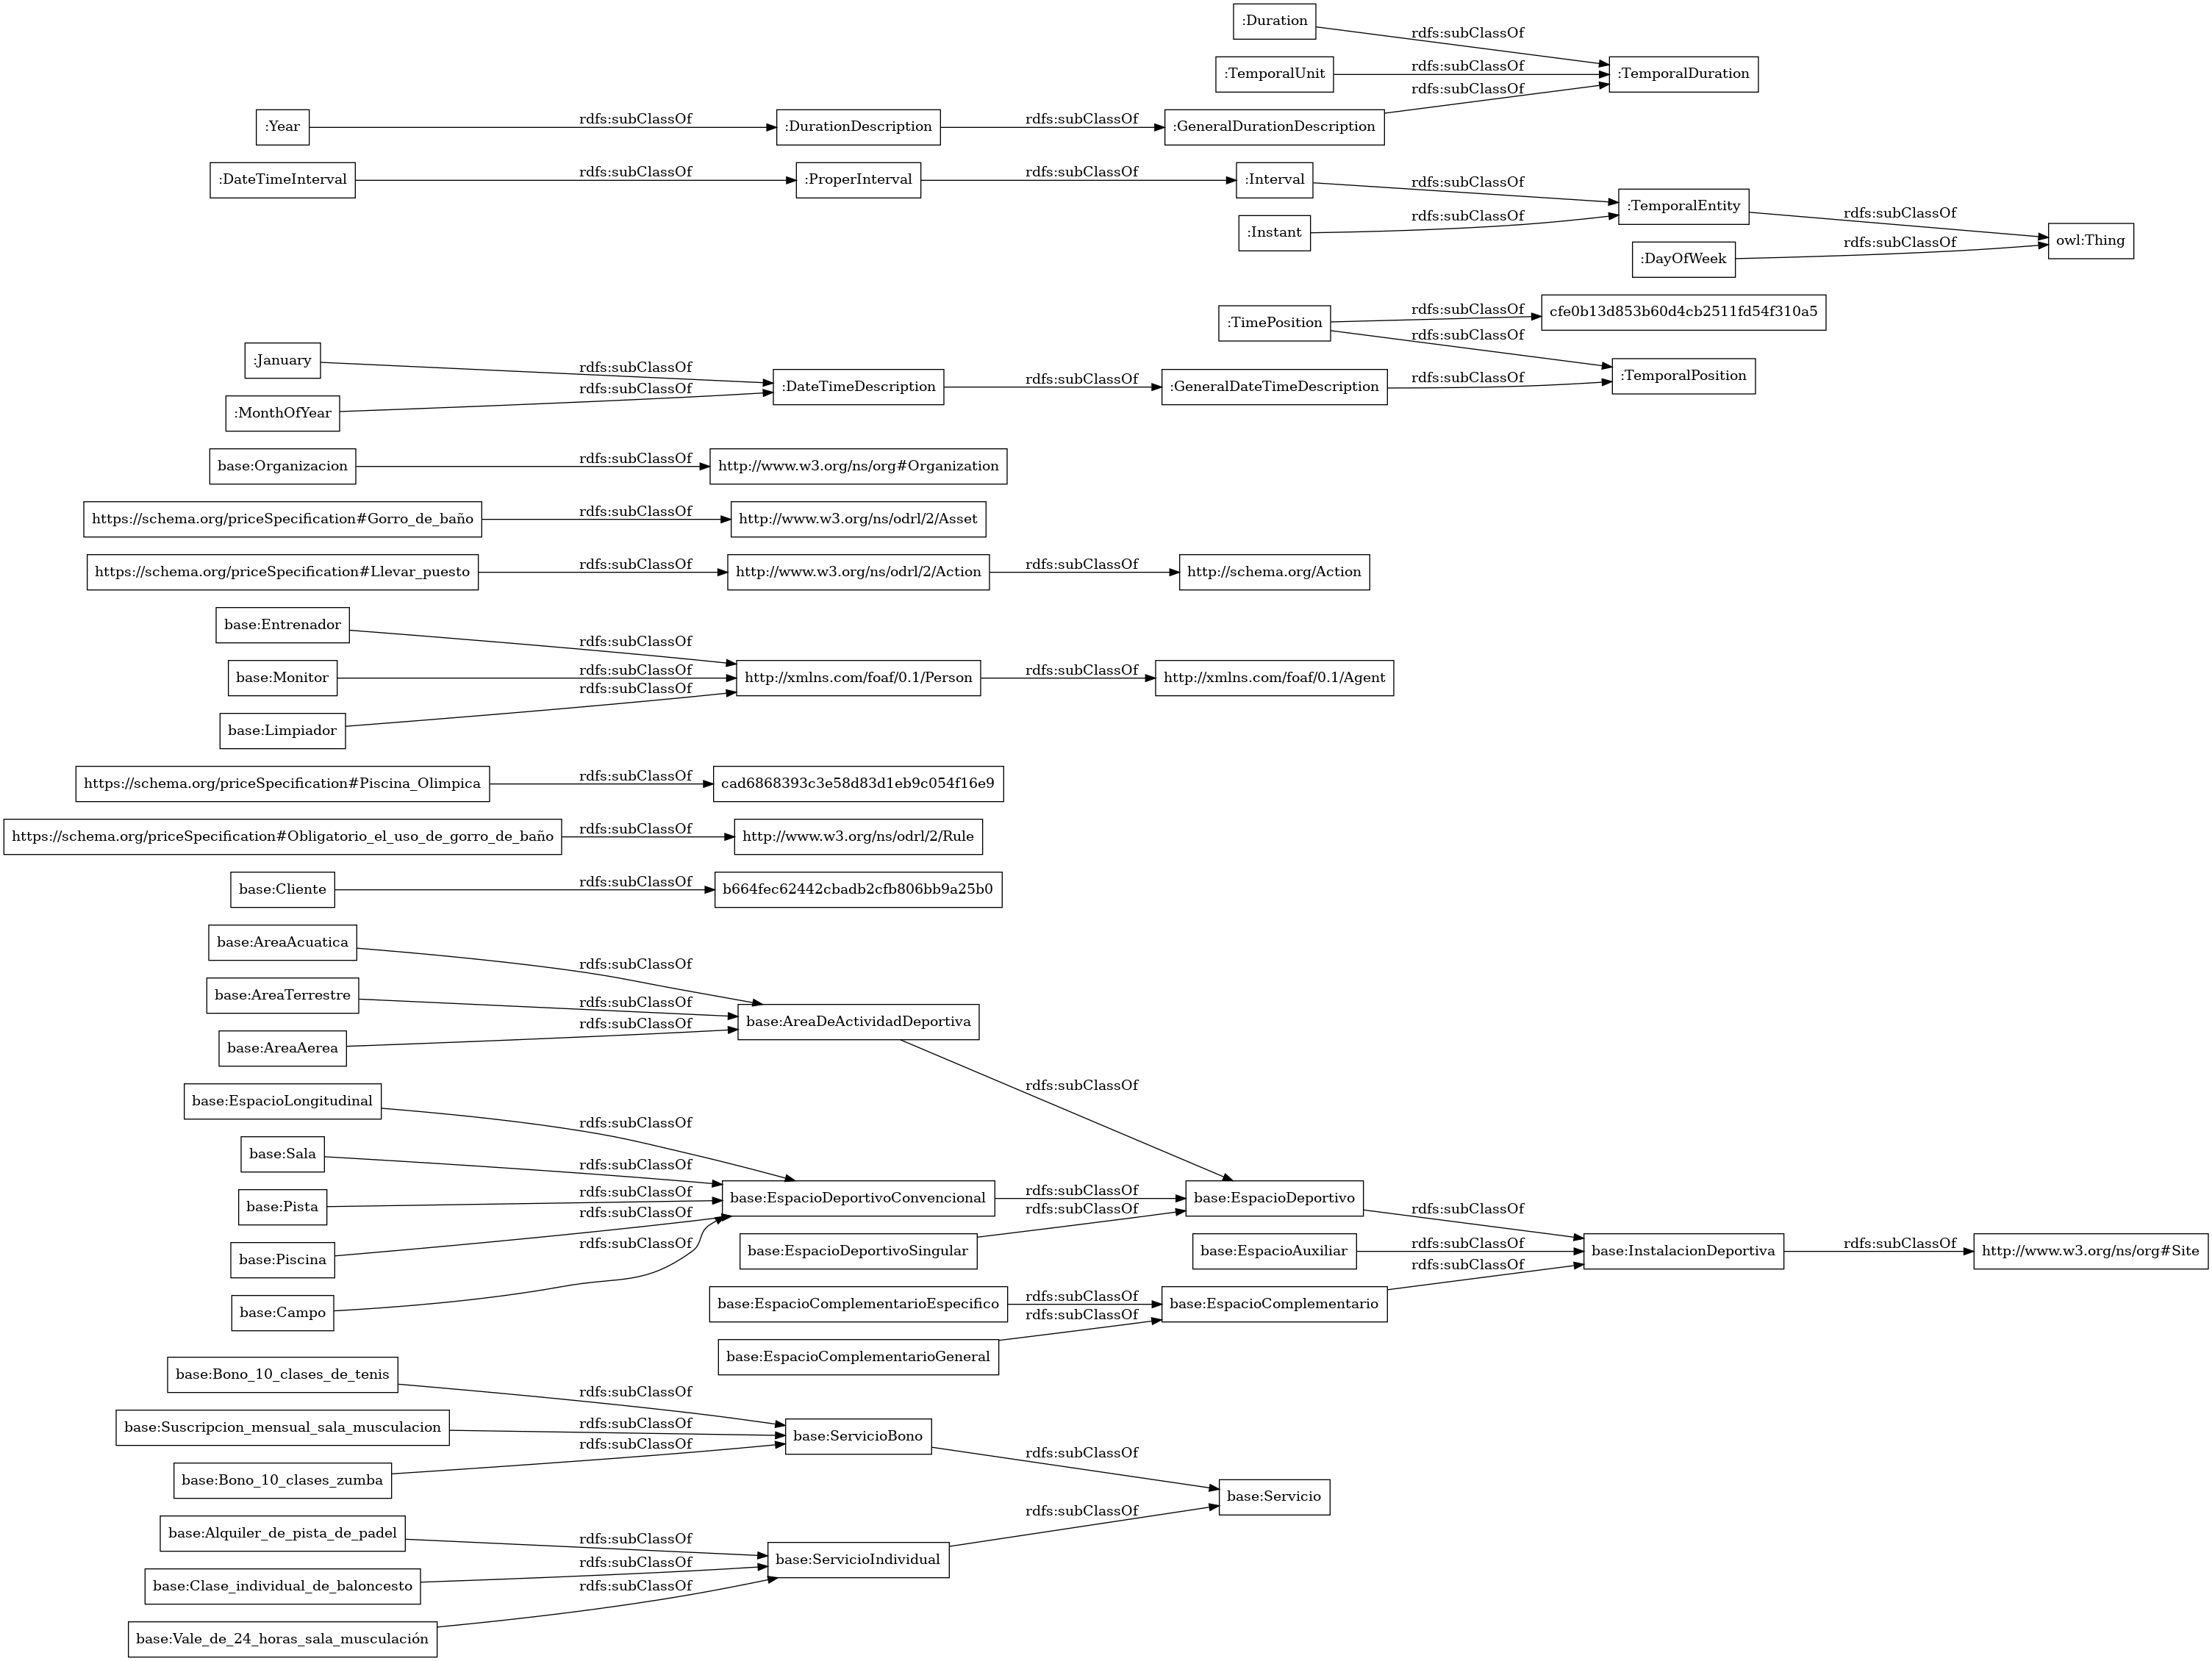 :Duration
rdfs:subClassOf
:TemporalUnit
rdfs:subClassOf
:TemporalDuration
rdfs:subClassOf
:Year
rdfs:subClassOf
:DurationDescription
rdfs:subClassOf
:GeneralDurationDescription
:DateTimeInterval
rdfs:subClassOf
:ProperInterval
rdfs:subClassOf
:Interval
rdfs:subClassOf
:TemporalEntity
rdfs:subClassOf
:Instant
rdfs:subClassOf
owl:Thing
:DayOfWeek
rdfs:subClassOf
:TimePosition
rdfs:subClassOf
cfe0b13d853b60d4cb2511fd54f310a5
rdfs:subClassOf
:January
rdfs:subClassOf
:DateTimeDescription
rdfs:subClassOf
:GeneralDateTimeDescription
rdfs:subClassOf
:TemporalPosition
:MonthOfYear
rdfs:subClassOf
base:Organizacion
rdfs:subClassOf
http://www.w3.org/ns/org#Organization
https://schema.org/priceSpecification#Gorro_de_baño
rdfs:subClassOf
http://www.w3.org/ns/odrl/2/Asset
https://schema.org/priceSpecification#Llevar_puesto
rdfs:subClassOf
http://www.w3.org/ns/odrl/2/Action
rdfs:subClassOf
http://schema.org/Action
base:Entrenador
rdfs:subClassOf
base:Monitor
rdfs:subClassOf
http://xmlns.com/foaf/0.1/Person
rdfs:subClassOf
http://xmlns.com/foaf/0.1/Agent
rdfs:subClassOf
base:Limpiador
https://schema.org/priceSpecification#Piscina_Olimpica
rdfs:subClassOf
cad6868393c3e58d83d1eb9c054f16e9
https://schema.org/priceSpecification#Obligatorio_el_uso_de_gorro_de_baño
rdfs:subClassOf
http://www.w3.org/ns/odrl/2/Rule
base:Cliente
rdfs:subClassOf
b664fec62442cbadb2cfb806bb9a25b0
base:AreaAcuatica
rdfs:subClassOf
base:AreaTerrestre
rdfs:subClassOf
base:AreaDeActividadDeportiva
rdfs:subClassOf
base:AreaAerea
rdfs:subClassOf
base:EspacioLongitudinal
rdfs:subClassOf
base:Sala
rdfs:subClassOf
base:Pista
rdfs:subClassOf
base:EspacioDeportivoConvencional
rdfs:subClassOf
base:EspacioDeportivo
rdfs:subClassOf
base:Piscina
rdfs:subClassOf
base:EspacioDeportivoSingular
rdfs:subClassOf
base:EspacioAuxiliar
rdfs:subClassOf
base:InstalacionDeportiva
rdfs:subClassOf
http://www.w3.org/ns/org#Site
base:Campo
rdfs:subClassOf
base:EspacioComplementarioEspecifico
rdfs:subClassOf
base:EspacioComplementario
rdfs:subClassOf
base:EspacioComplementarioGeneral
rdfs:subClassOf
base:Bono_10_clases_de_tenis
rdfs:subClassOf
base:Suscripcion_mensual_sala_musculacion
rdfs:subClassOf
base:ServicioBono
rdfs:subClassOf
base:Bono_10_clases_zumba
rdfs:subClassOf
base:Servicio
base:Alquiler_de_pista_de_padel
rdfs:subClassOf
base:ServicioIndividual
rdfs:subClassOf
base:Clase_individual_de_baloncesto
rdfs:subClassOf
base:Vale_de_24_horas_sala_musculación
rdfs:subClassOf